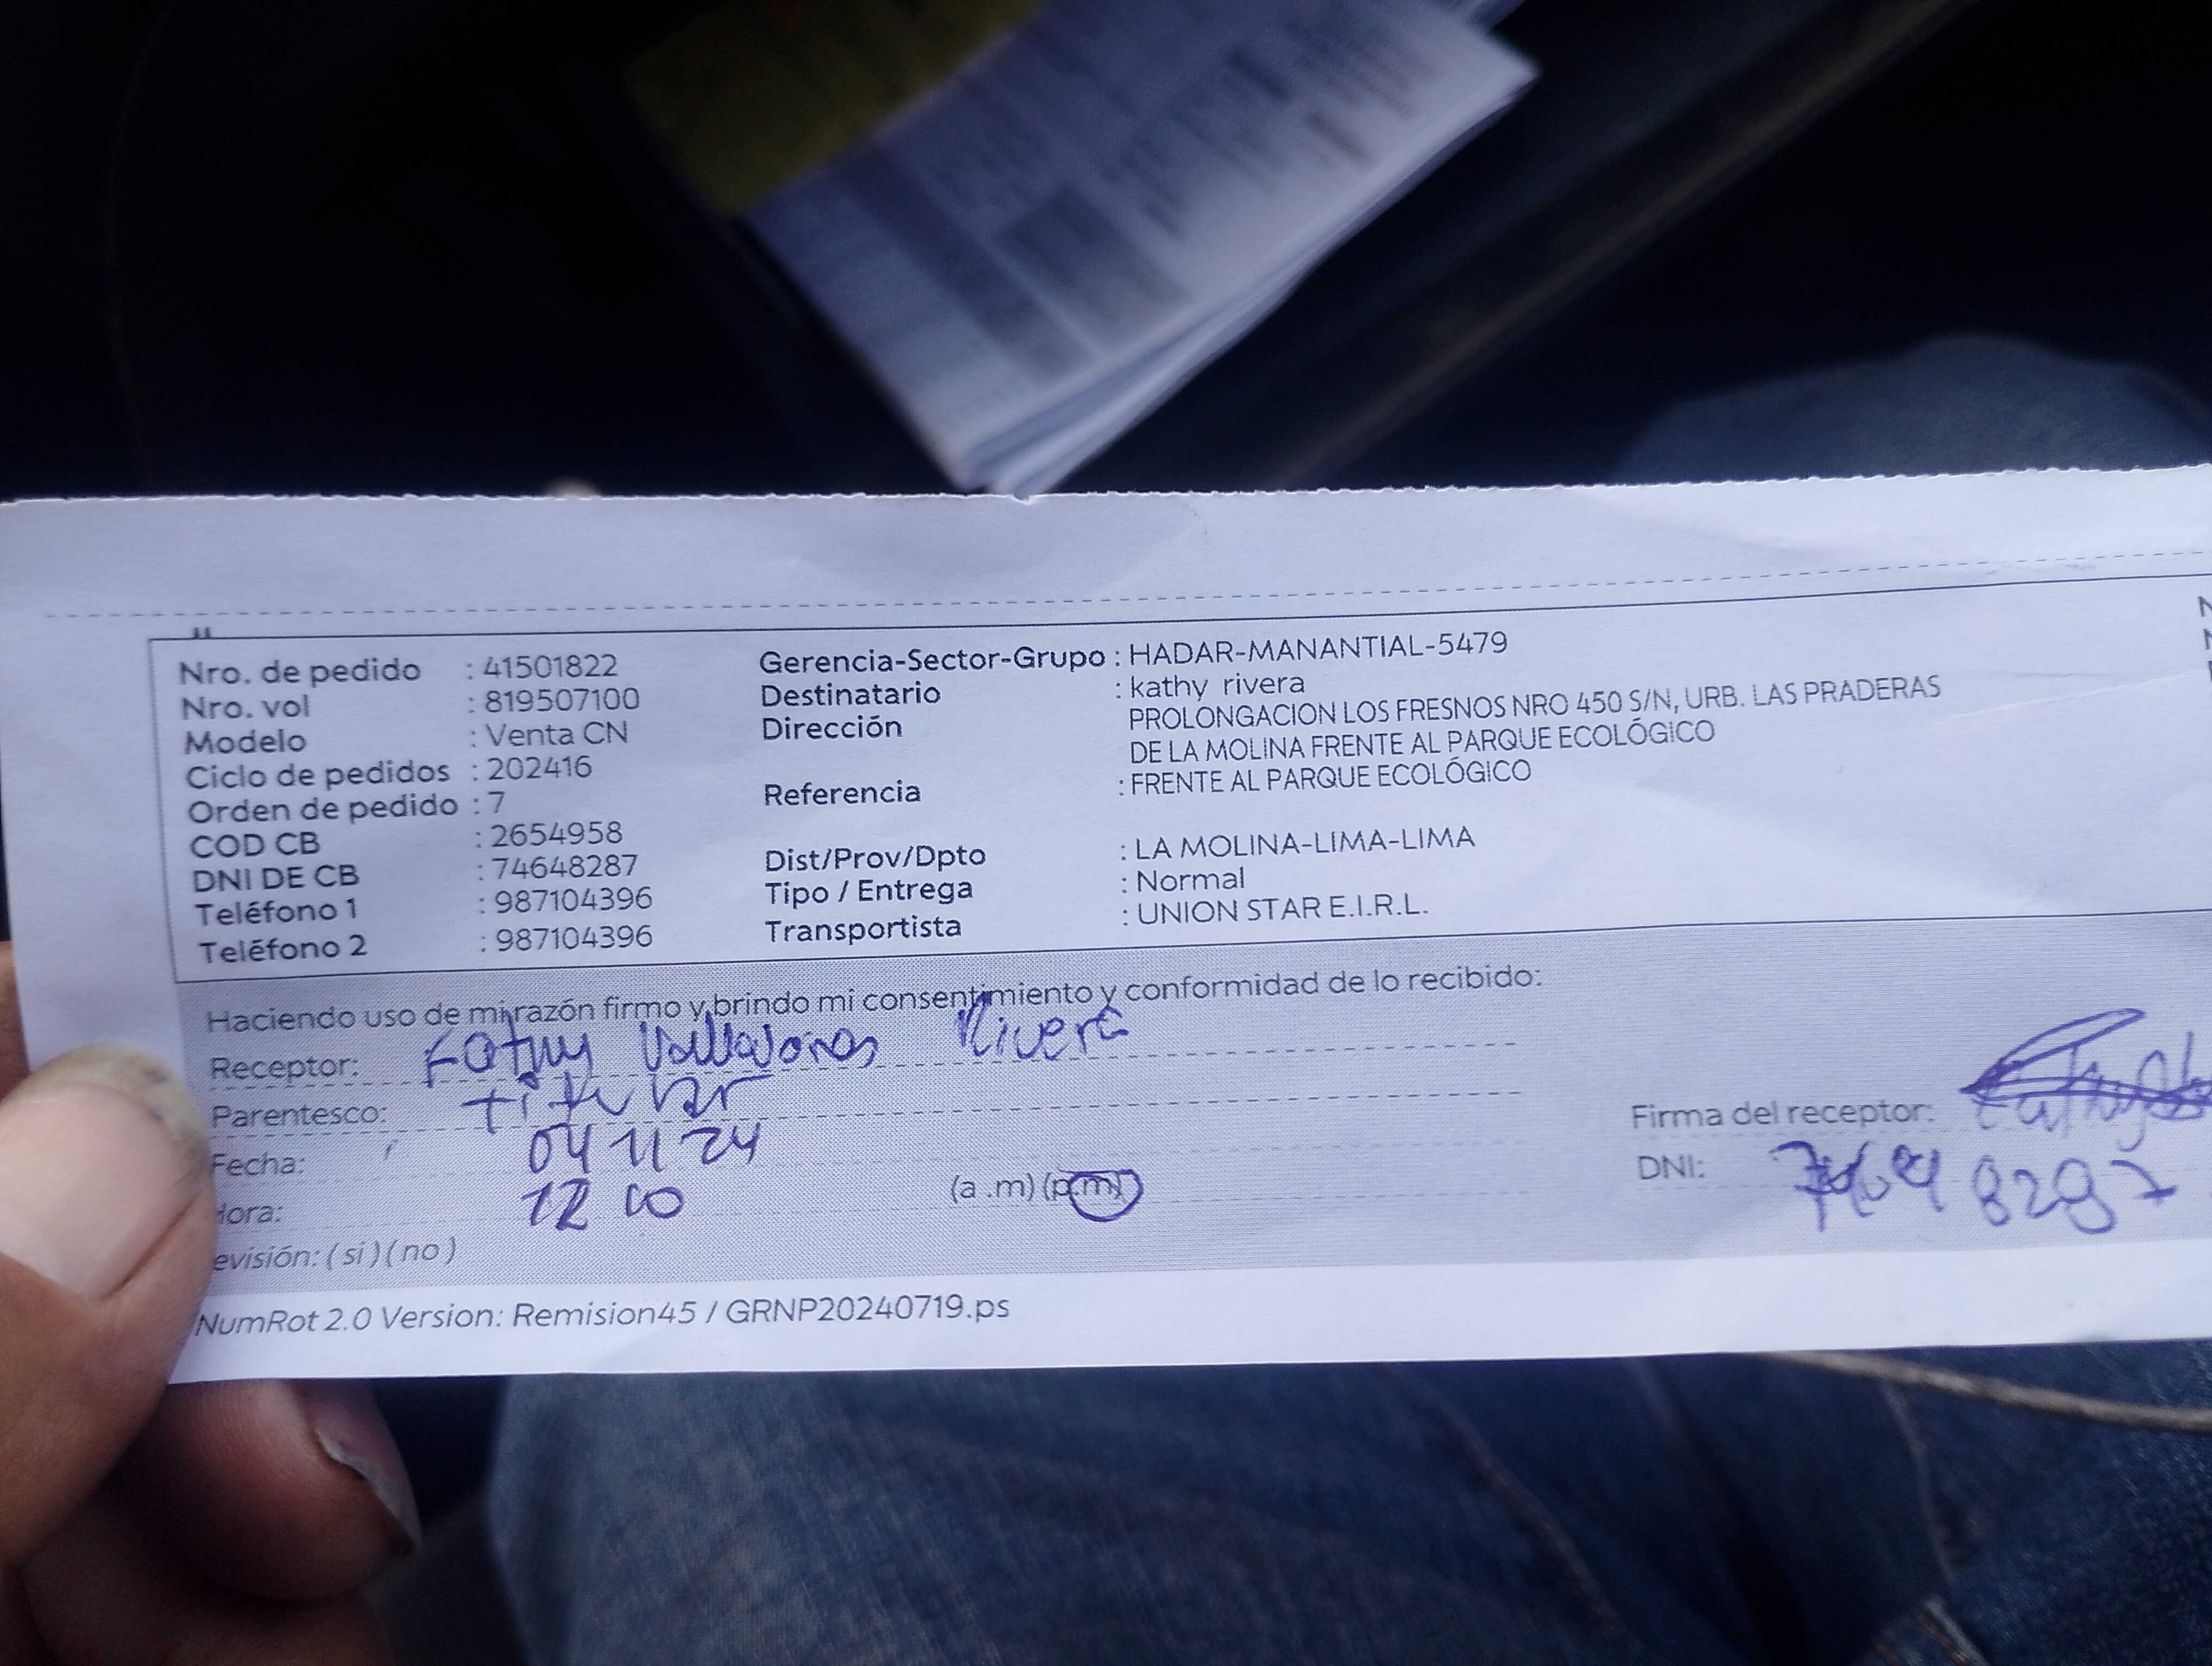 Nro. de pedido : 41501822
Nro. vol : 819507100
Modelo : Venta CN
Ciclo de pedidos : 202416
Orden de pedido : 7
COD CB : 2654958
DNI DE CB : 74648287
Teléfono 1 : 987104396
Teléfono 2 : 987104396
Gerencia-Sector-Grupo : HADAR-MANANTIAL-5479
Destinatario : kathy rivera
Dirección PROLONGACION LOS FRESNOS NRO 450 S/N, URB. LAS PRADERAS
DE LA MOLINA FRENTE AL PARQUE ECOLÓGICO
Referencia : FRENTE AL PARQUE ECOLÓGICO
Dist/Prov/Dpto : LA MOLINA-LIMA-LIMA
Tipo / Entrega : Normal
Transportista : UNION STAR E.I.R.L.
Haciendo uso de mi razón firmo y brindo mi consentimiento y conformidad de lo recibido:
Receptor: Rivera
Parentesco: titular
Fecha: 04 11 24
Hora: 12 00 (a.m) (p.m)
evisión: (si) (no)
Firma del receptor:
DNI: 74648287
NumRot 2.0 Version: Remision45 / GRNP20240719.ps